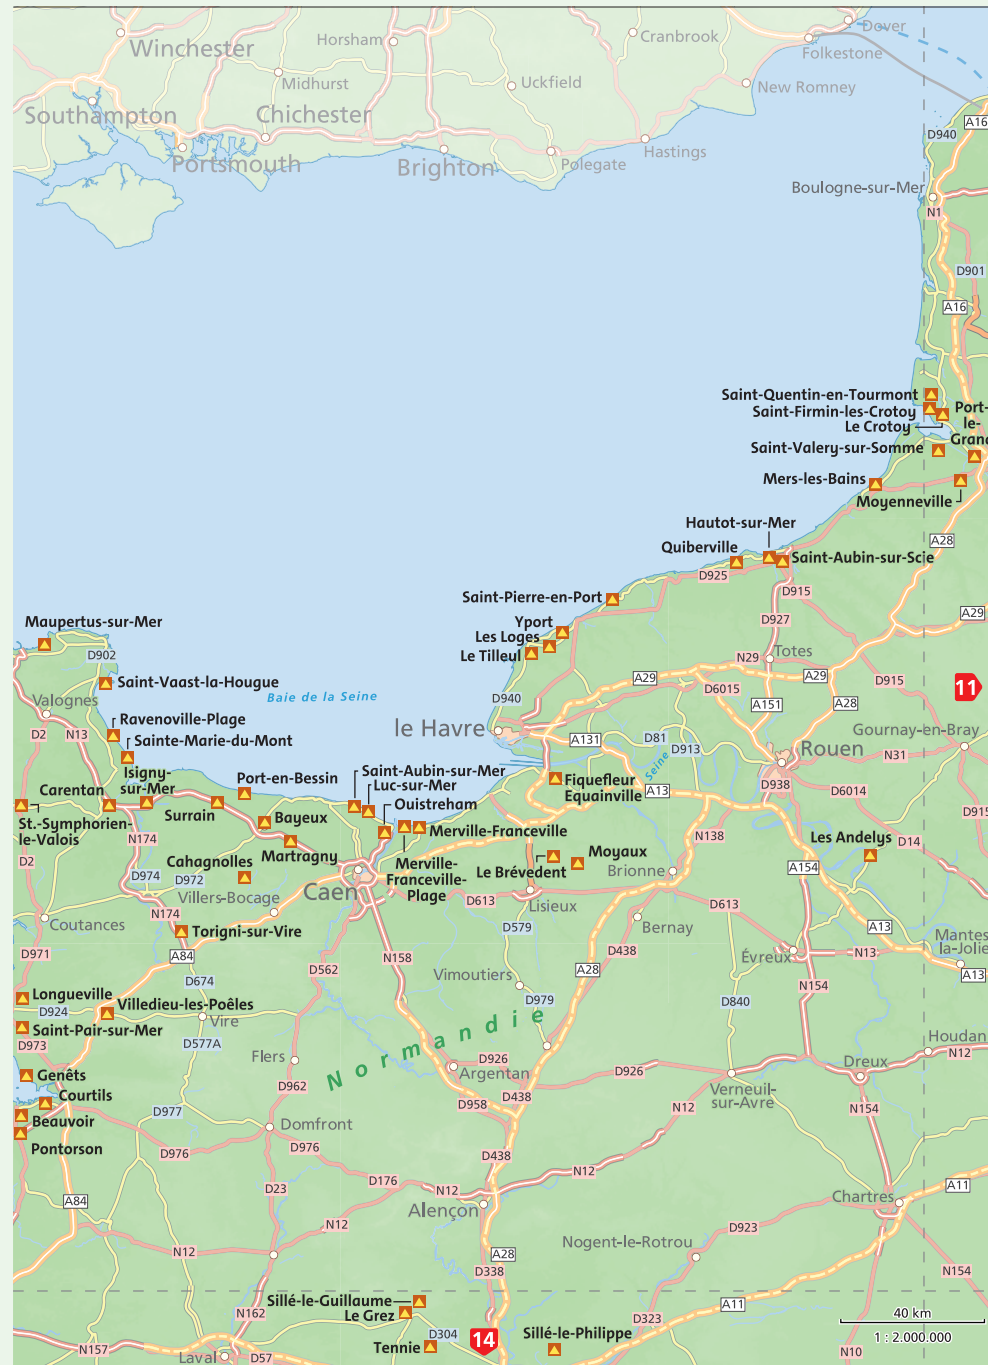 Dover
Winchester
Horsham
Cranbrook
Folkestone
Midhurst
Uckfield
New Romney
Southampton
Chichester
A16
D940
Portsmouth
Brighton
Polegate
Hastings
Boulogne-sur-Mer
N1
D901
A16
Saint-Quentin-en-Tourmont
Saint-Firmin-les-Crotoy
Le Crotoy
Port-
le-
Grand
Saint-Valery-sur-Somme
Mers-les-Bains
Moyenneville
Hautot-sur-Mer
A28
Quiberville
Saint-Aubin-sur-Scie
D925
D915
Saint-Pierre-en-Port
A29
Maupertus-sur-Mer
Yport
D927
Les Loges
Le Tilleul
D902
N29
Totes
Saint-Vaast-la-Hougue
A29
A29
D915
11
Baie de la Seine
D940
D6015
Valognes
A151
A28
Ravenoville-Plage
le Havre
D2
N13
Sainte-Marie-du-Mont
A131
D81
D913
Gournay-en-Bray
Rouen
N31
Seine
Isigny-
sur-Mer
Port-en-Bessin
Saint-Aubin-sur-Mer
Luc-sur-Mer
Fiquefleur
Equainville
A13
D938
D6014
Carentan
Ouistreham
D915
St.-Symphorien-
le-Valois
Surrain
Bayeux
Merville-Franceville
N138
Les Andelys
D14
N174
Martragny
Moyaux
D2
Cahagnolles
Merville-
Franceville-
Plage
Le Brévedent
Brionne
A154
D974
D972
Caen
Villers-Bocage
D613
Lisieux
D613
Coutances
N174
D579
Bernay
A13
Torigni-sur-Vire
Mantes-
la-Jolie
D971
A84
N158
D438
Évreux
N13
D562
A28
A13
D674
Vimoutiers
N154
Longueville
D924
Villedieu-les-Poêles
D979
D840
Saint-Pair-sur-Mer
Vire
Normandie
D973
D577A
Houdan
Flers
D926
Dreux
N12
Genêts
Argentan
D926
D962
Verneuil-
sur-Avre
Courtils
D958
D438
Beauvoir
D977
N12
N154
Domfront
Pontorson
D976
D976
D438
N12
D176
D23
N12
A11
A84
Chartres
Alençon
N12
D923
N12
Nogent-le-Rotrou
A28
D338
N154
Sillé-le-Guillaume
Le Grez
A11
40 km
N162
D323
D304
14
Sillé-le-Philippe
1 : 2.000.000
Tennie
N157
Laval
D57
N10